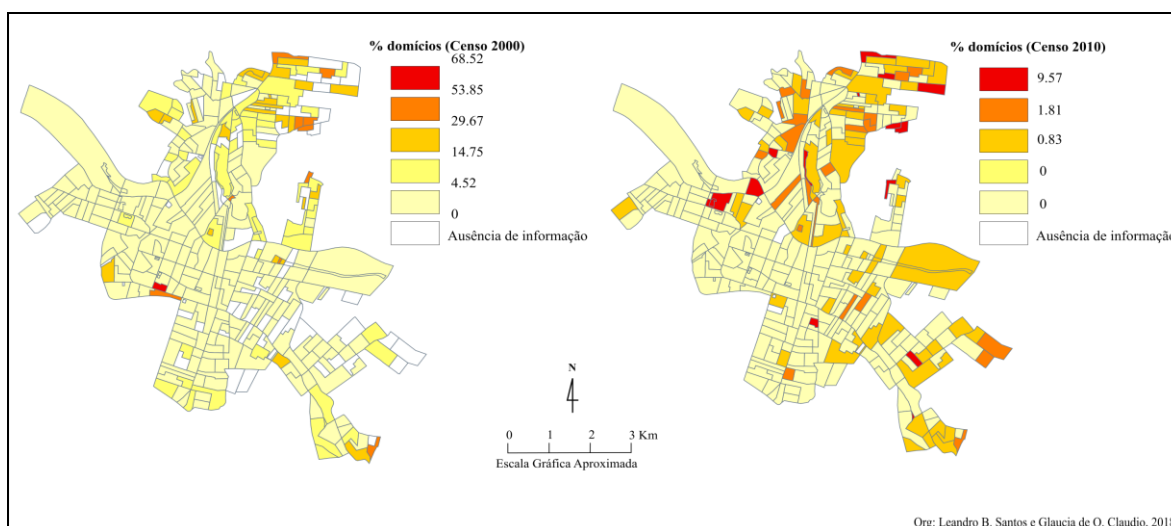 % domícios (Censo 2000)
68.52
53.85
29.67
14.75
4.52
0
Ausência de informação
% domícios (Censo 2010)
9.57
1.81
0.83
0
0
Ausência de informação
N
0 1 2 3 Km
Escala Gráfica Aproximada
Org: Leandro B. Santos e Glaucia de O. Claudio, 2015